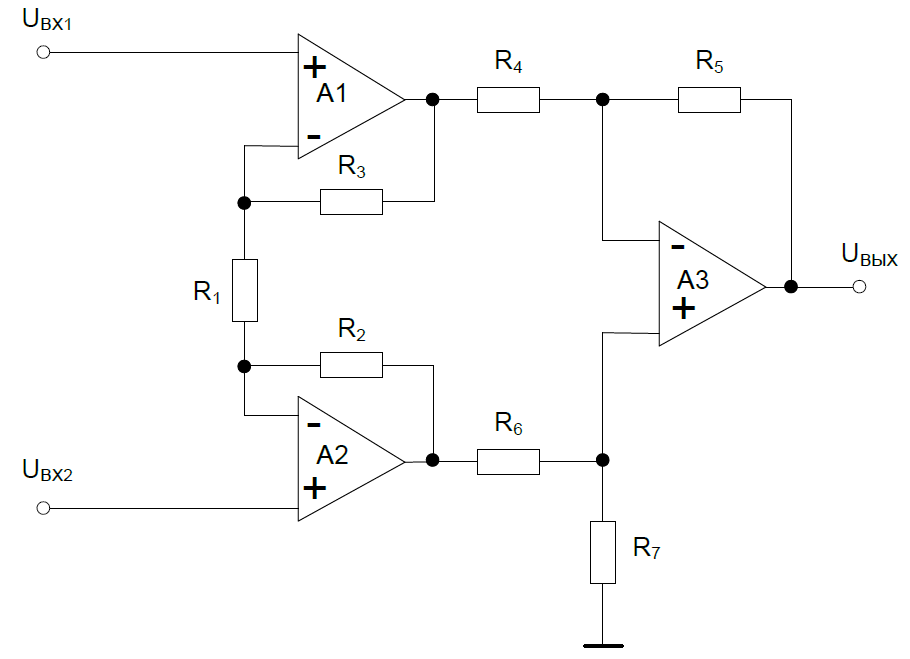 Uвх1
R4
R5
+
A1
-
R3
Uвых
-
A3
+
R1
R2
-
A2
+
R6
Uвх2
R7